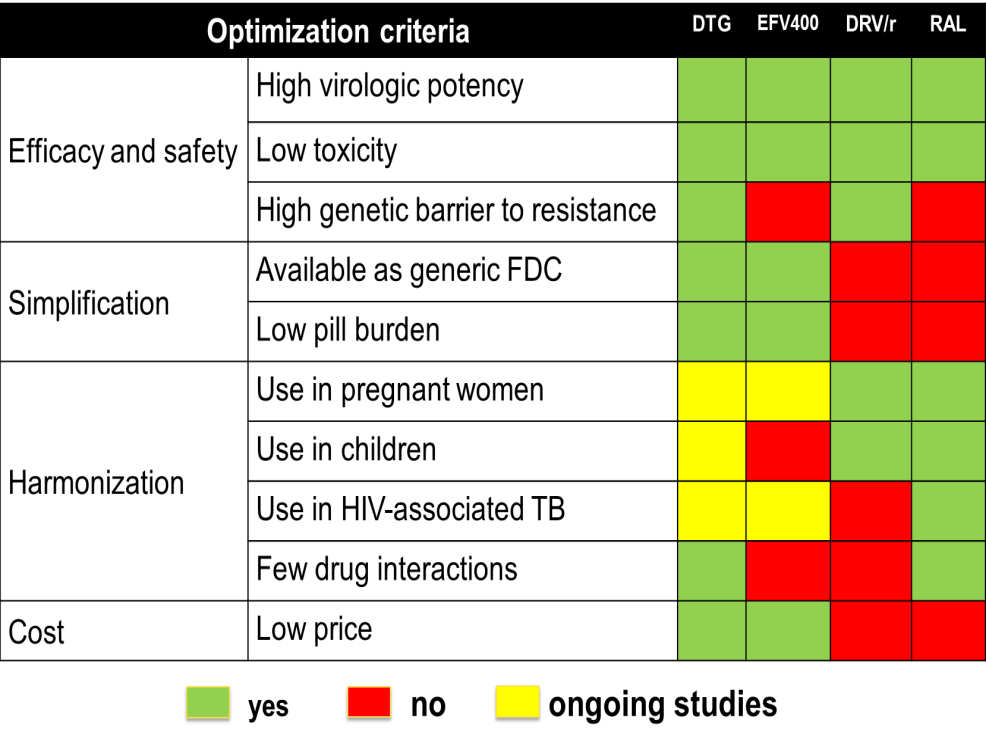 Optimization criteria DTG EFV400 DRV/r RAL
Efficacy and safety
High virologic potency
Low toxicity
High genetic barrier to resistance
Simplification
Available as generic FDC
Low pill burden
Harmonization
Use in pregnant women
Use in children
Use in HIV-associated TB
Few drug interactions
Cost
Low price
yes no ongoing studies